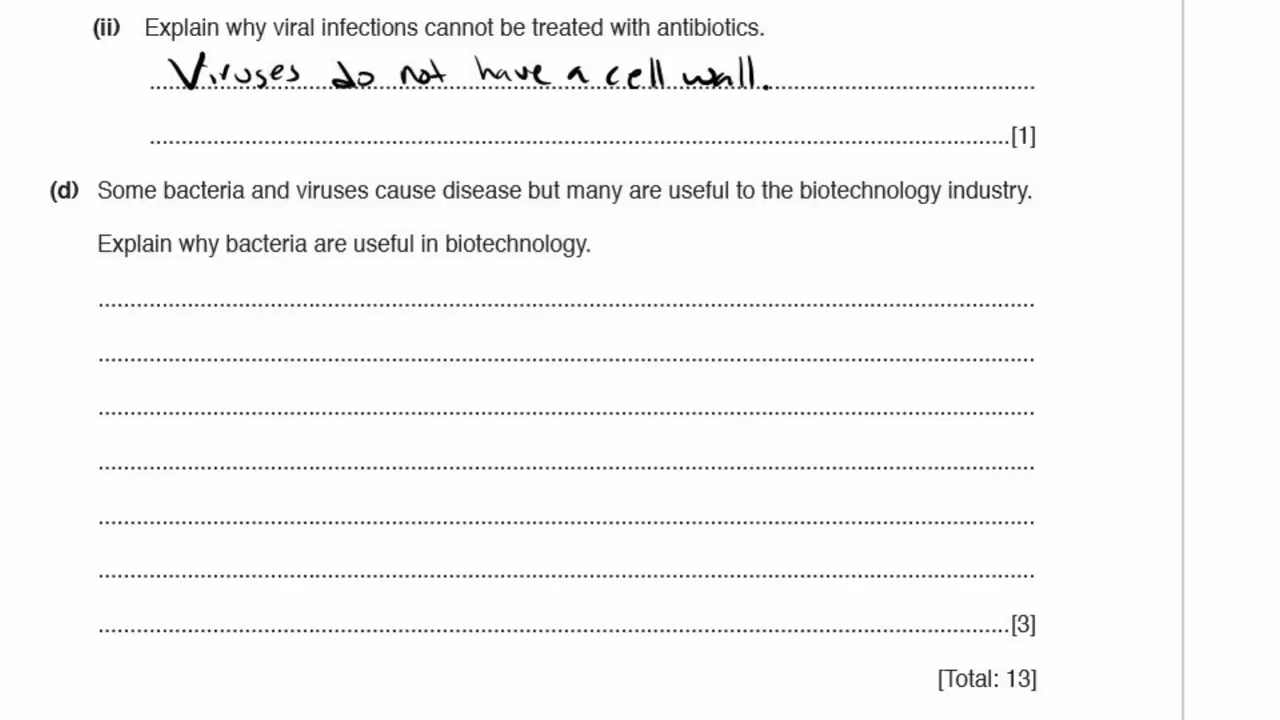 (ii) Explain why viral infections cannot be treated with antibiotics.
Viruses do not have a cell wall.
[1]
(d) Some bacteria and viruses cause disease but many are useful to the biotechnology industry.
Explain why bacteria are useful in biotechnology.
[3]
[Total: 13]